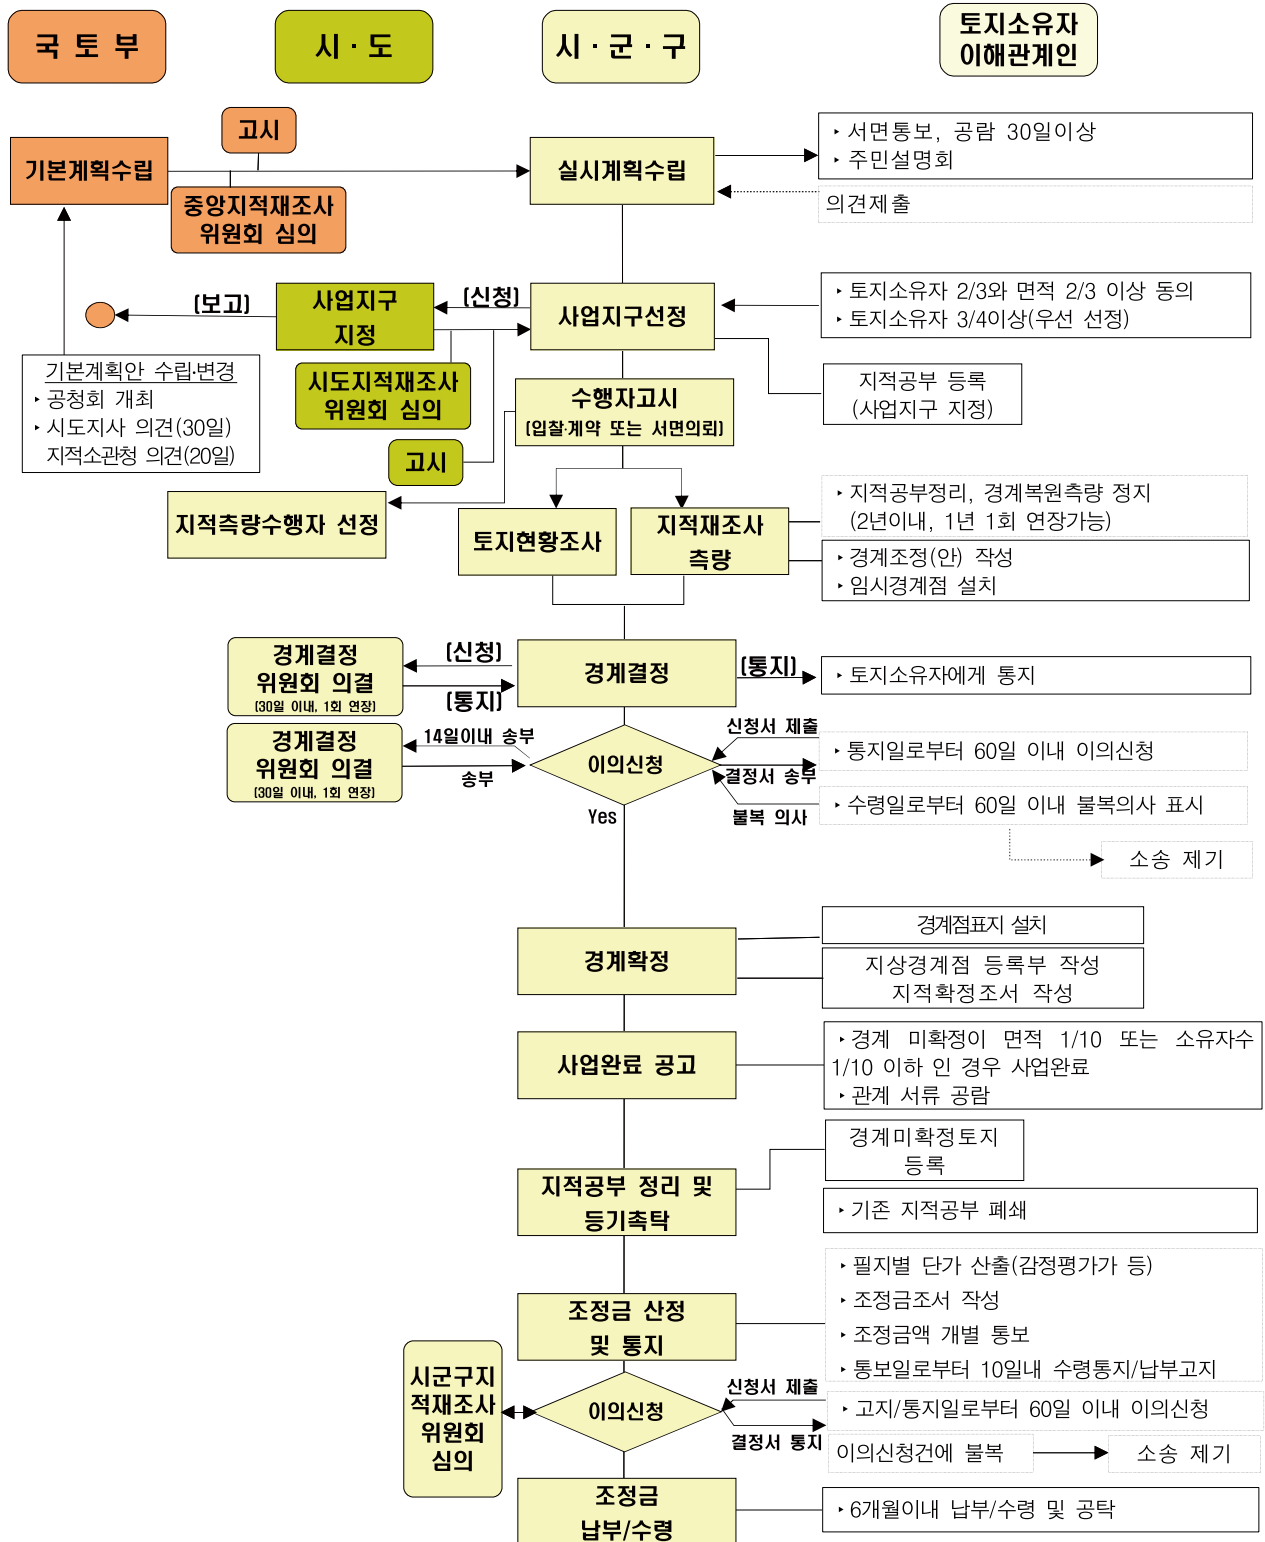 국 토 부
시 · 도
시 · 군 · 구
토지소유자
이해관계인
고시
기본계획수립
중앙지적재조사
위원회 심의
실시계획수립
‣ 서면통보, 공람 30일이상
‣ 주민설명회
의견제출
(보고)
사업지구
지정
(신청)
사업지구선정
‣ 토지소유자 2/3와 면적 2/3 이상 동의
‣ 토지소유자 3/4이상(우선 선정)
기본계획안 수립·변경
‣ 공청회 개최
‣ 시도지사 의견(30일)
지적소관청 의견(20일)
시도지적재조사
위원회 심의
고시
수행자고시
(입찰·계약 또는 서면의뢰)
지적공부 등록
(사업지구 지정)
지적측량수행자 선정
토지현황조사
지적재조사
측량
‣ 지적공부정리, 경계복원측량 정지
(2년이내, 1년 1회 연장가능)
‣ 경계조정(안) 작성
‣ 임시경계점 설치
경계결정
위원회 의결
(30일 이내, 1회 연장)
(신청)
(통지)
경계결정
(통지)
‣ 토지소유자에게 통지
경계결정
위원회 의결
(30일 이내, 1회 연장)
14일이내 송부
송부
이의신청
신청서 제출
결정서 송부
‣ 통지일로부터 60일 이내 이의신청
불복 의사
‣ 수령일로부터 60일 이내 불복의사 표시
Yes
소송 제기
경계확정
경계점표지 설치
지상경계점 등록부 작성
지적확정조서 작성
사업완료 공고
‣ 경계 미확정이 면적 1/10 또는 소유자수
1/10 이하 인 경우 사업완료
‣ 관계 서류 공람
지적공부 정리 및
등기촉탁
경계미확정토지
등록
‣ 기존 지적공부 폐쇄
조정금 산정
및 통지
‣ 필지별 단가 산출(감정평가가 등)
‣ 조정금조서 작성
‣ 조정금액 개별 통보
‣ 통보일로부터 10일내 수령통지/납부고지
시군구지
적재조사
위원회
심의
이의신청
신청서 제출
결정서 통지
‣ 고지/통지일로부터 60일 이내 이의신청
이의신청건에 불복
소송 제기
조정금
납부/수령
‣ 6개월이내 납부/수령 및 공탁